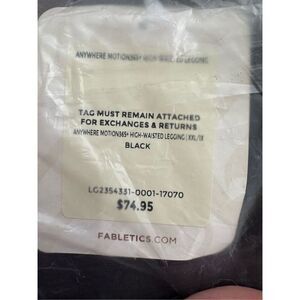 ANYWHERE MOTION365+ HIGH-WAISTED LEGGING
TAG MUST REMAIN ATTACHED
FOR EXCHANGES & RETURNS
ANYWHERE MOTION365+ HIGH-WAISTED LEGGING | XXL/1X
BLACK
LG2354331-0001-17070
$74.95
FABLETICS.COM